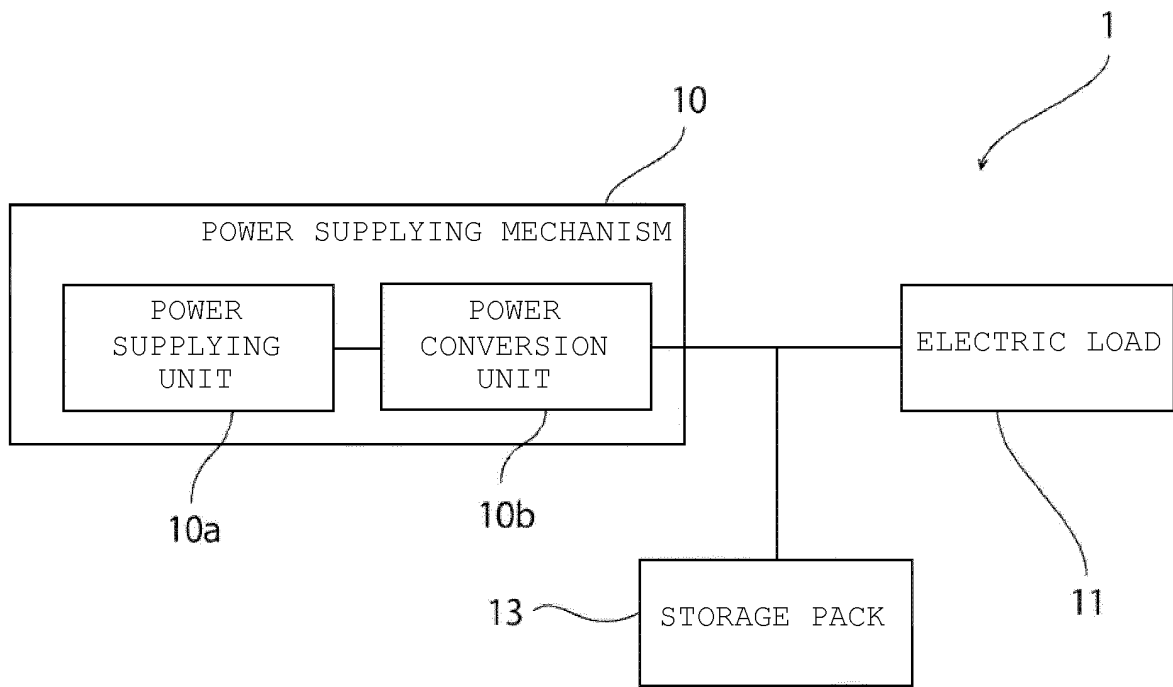 1
10
POWER SUPPLYING MECHANISM
POWER
SUPPLYING
UNIT
POWER
CONVERSION
UNIT
ELECTRIC LOAD
10a
10b
11
13
STORAGE PACK